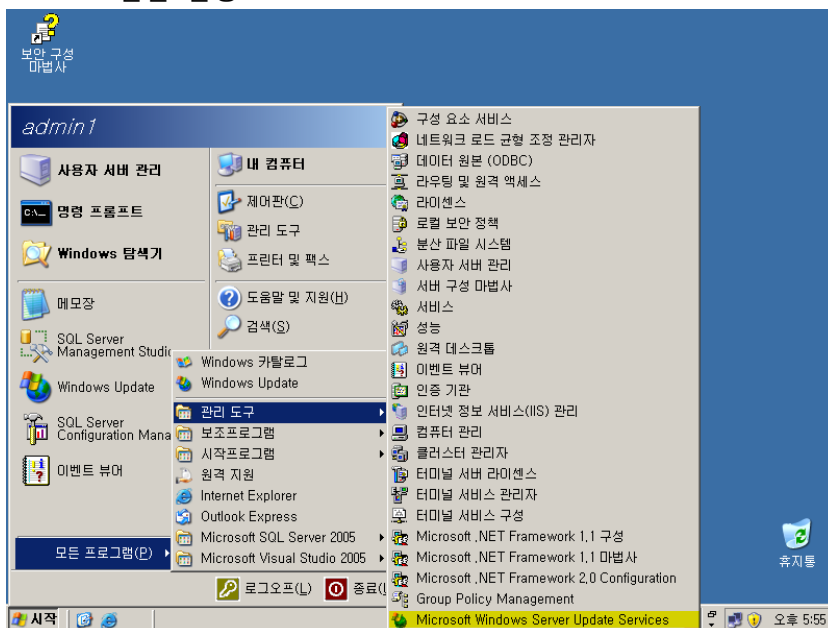 보안 구성
마법사
admin1
사용자 서버 관리
명령 프롬프트
Windows 탐색기
메모장
SQL Server
Management Studio
Windows Update
SQL Server
Configuration Mana
이벤트 뷰어
모든 프로그램(P)
내 컴퓨터
제어판(C)
관리 도구
프린터 및 팩스
도움말 및 지원(H)
검색(S)
Windows 카탈로그
Windows Update
관리 도구
보조프로그램
시작프로그램
원격 지원
Internet Explorer
Outlook Express
Microsoft SQL Server 2005
Microsoft Visual Studio 2005
로그오프(L)
종료(
구성 요소 서비스
네트워크 로드 균형 조정 관리자
데이터 원본 (ODBC)
라우팅 및 원격 액세스
라이센스
로컬 보안 정책
분산 파일 시스템
사용자 서버 관리
서버 구성 마법사
서비스
성능
원격 데스크톱
이벤트 뷰어
인증 기관
인터넷 정보 서비스(IIS) 관리
컴퓨터 관리
클러스터 관리자
터미널 서버 라이센스
터미널 서비스 관리자
터미널 서비스 구성
Microsoft .NET Framework 1.1 구성
Microsoft .NET Framework 1.1 마법사
Microsoft .NET Framework 2.0 Configuration
Group Policy Management
Microsoft Windows Server Update Services
휴지통
시작
오후 5:55